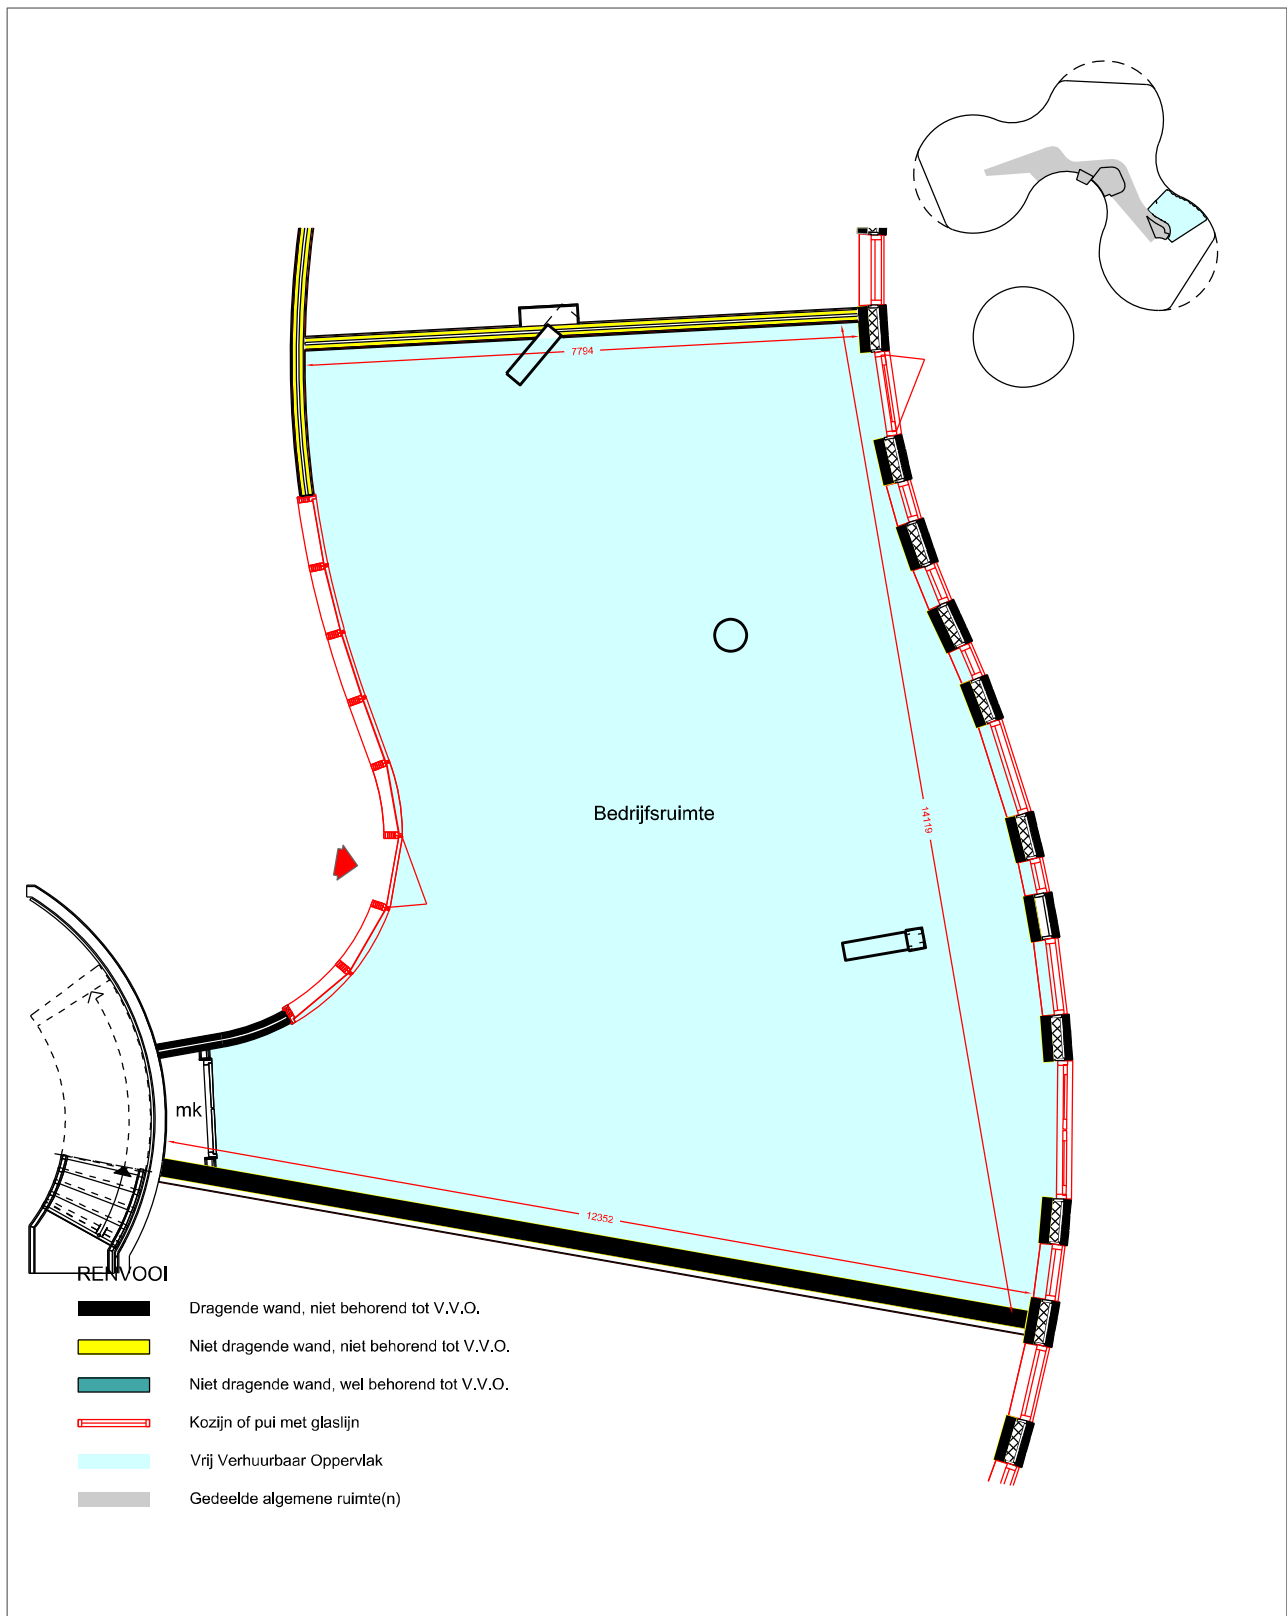 7794
Bedrijfsruimte
14119
mk
12352
RENVOOI
Dragende wand, niet behorend tot V.V.O.
Niet dragende wand, niet behorend tot V.V.O.
Niet dragende wand, wel behorend tot V.V.O.
Kozijn of pui met glaslijn
Vrij Verhuurbaar Oppervlak
Gedeelde algemene ruimte(n)